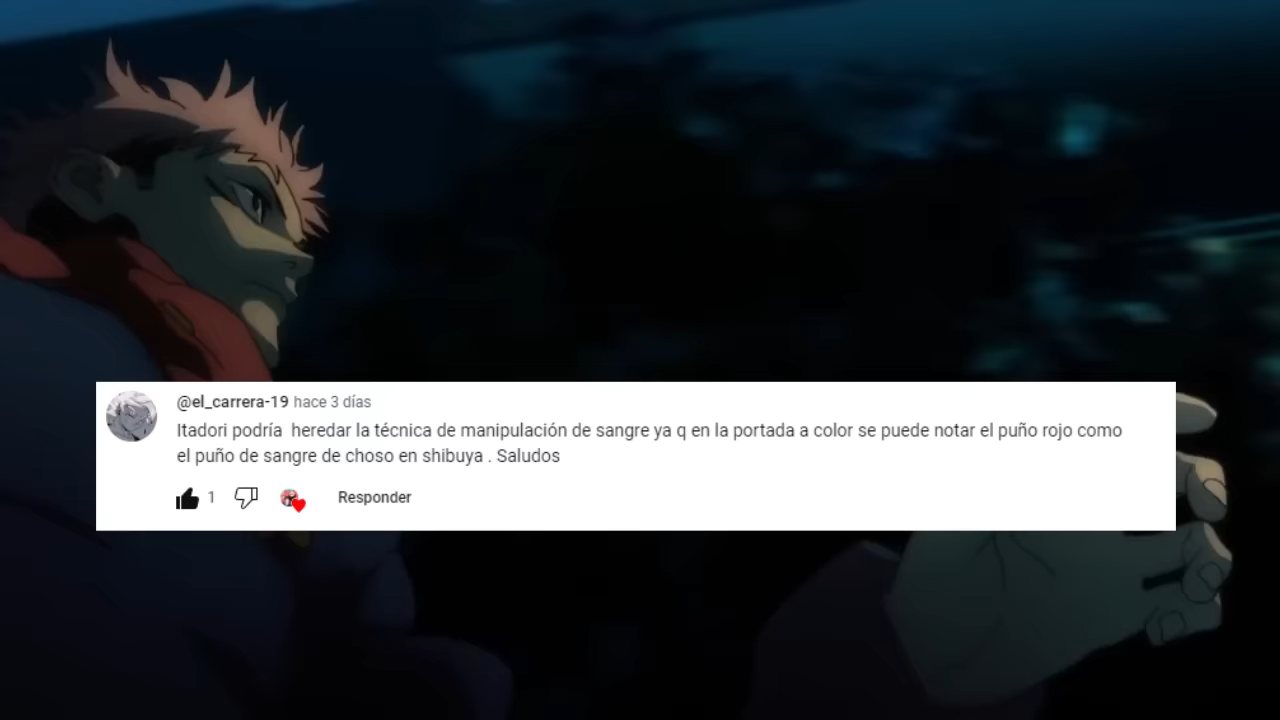 @el_carrera-19 hace 3 días
Itadori podría  heredar la técnica de manipulación de sangre ya q en la portada a color se puede notar el puño rojo como
el puño de sangre de choso en shibuya . Saludos
1 Responder